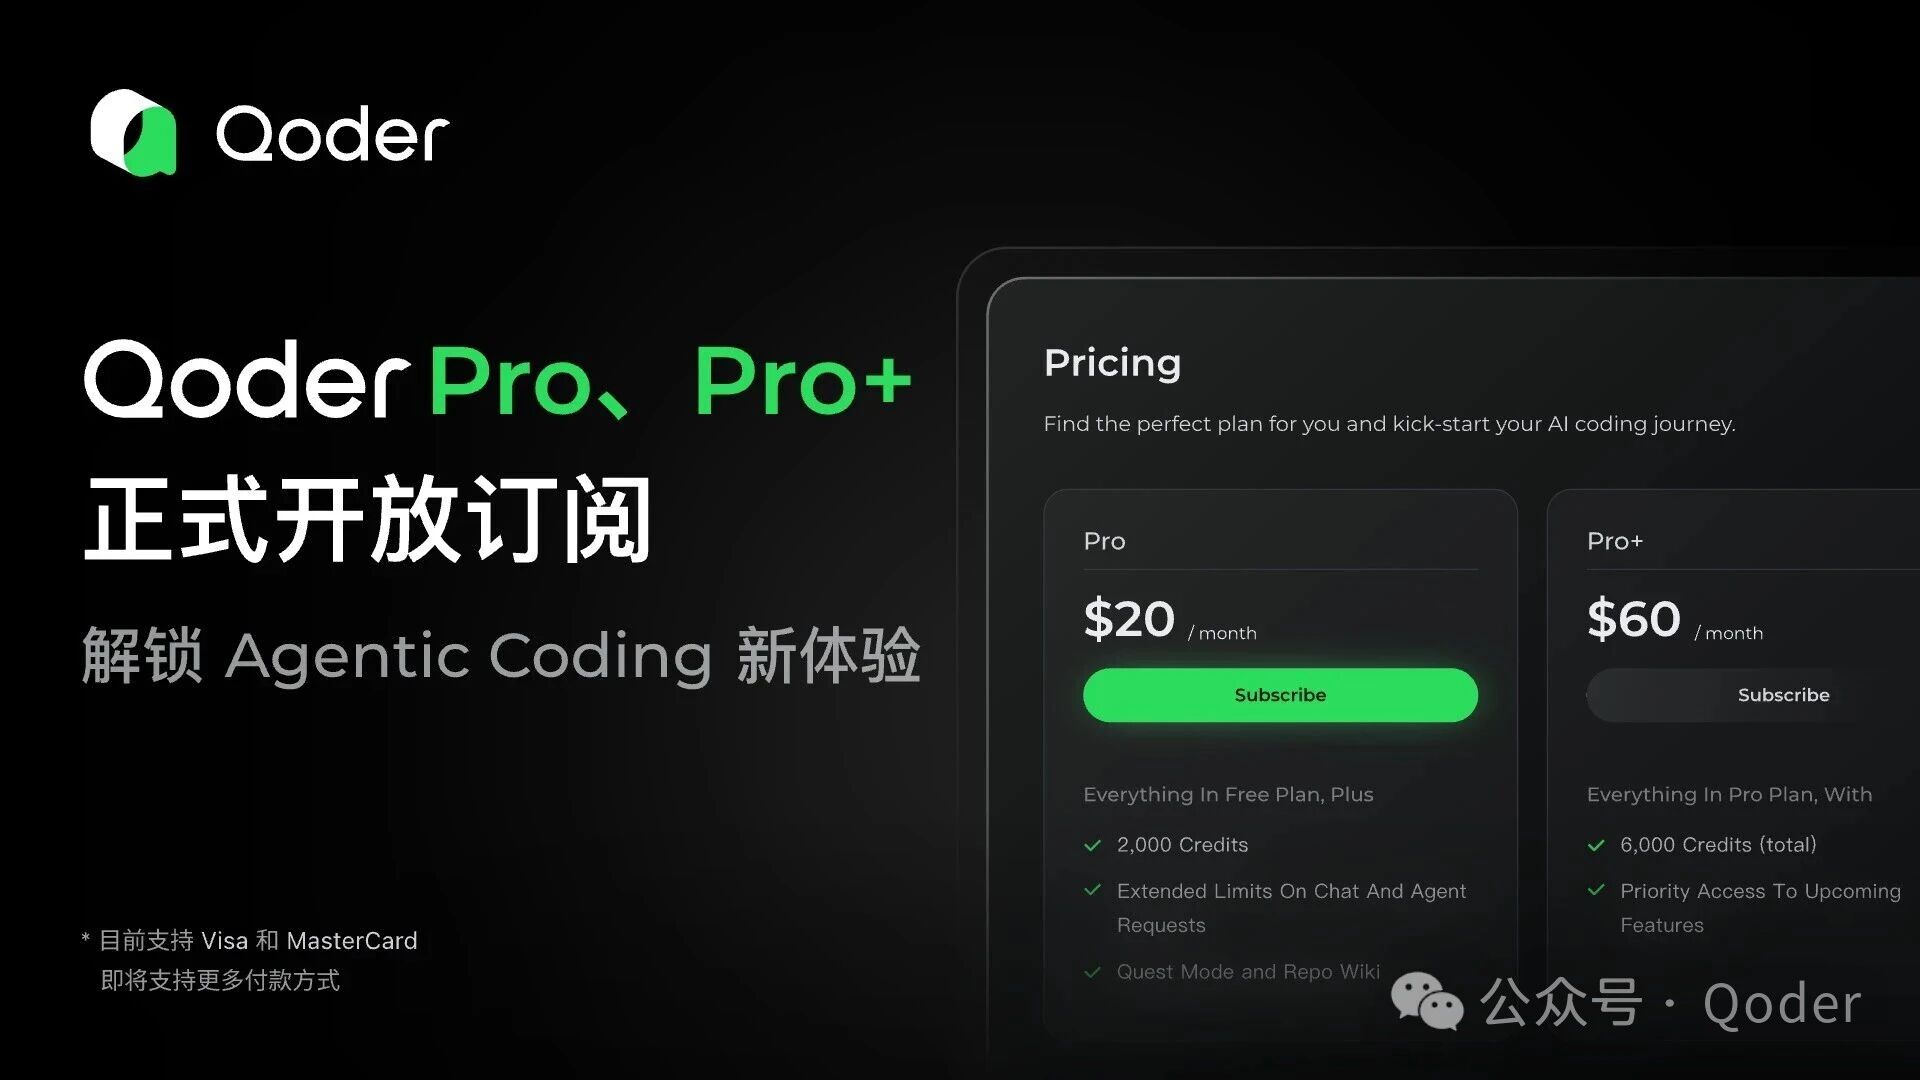 Qoder
Qoder Pro、Pro+
正式开放订阅
解锁 Agentic Coding 新体验
* 目前支持 Visa 和 MasterCard
即将支持更多付款方式
Pricing
Find the perfect plan for you and kick-start your AI coding journey.
Pro
$20 / month
Subscribe
Everything In Free Plan, Plus
2,000 Credits
Extended Limits On Chat And Agent
Requests
Quest Mode and Repo Wiki
Pro+
$60 / month
Subscribe
Everything In Pro Plan, With
6,000 Credits (total)
Priority Access To Upcoming
Features
公众号 · Qoder